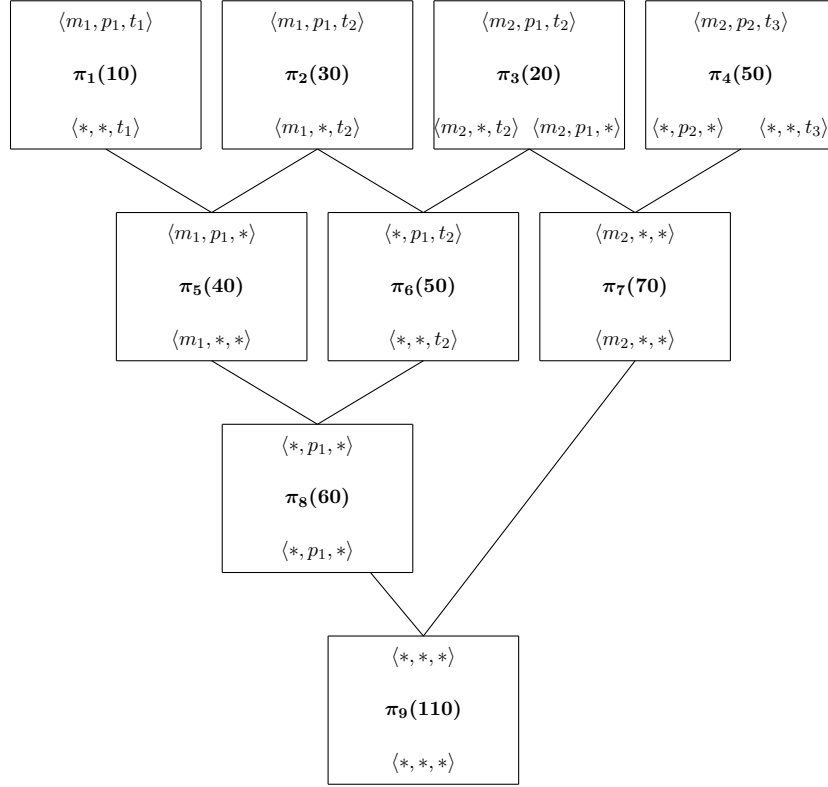 ⟨m₁, p₁, t₁⟩ ⟨m₁, p₁, t₂⟩ ⟨m₂, p₁, t₂⟩ ⟨m₂, p₂, t₃⟩
π₁(10) π₂(30) π₃(20) π₄(50)
⟨∗, ∗, t₁⟩ ⟨m₁, ∗, t₂⟩ ⟨m₂, ∗, t₂⟩ ⟨m₂, p₁, ∗⟩ ⟨∗, p₂, ∗⟩ ⟨∗, ∗, t₃⟩
⟨m₁, p₁, ∗⟩ ⟨∗, p₁, t₂⟩ ⟨m₂, ∗, ∗⟩
π₅(40) π₆(50) π₇(70)
⟨m₁, ∗, ∗⟩ ⟨∗, ∗, t₂⟩ ⟨m₂, ∗, ∗⟩
⟨∗, p₁, ∗⟩
π₈(60)
⟨∗, p₁, ∗⟩
⟨∗, ∗, ∗⟩
π₉(110)
⟨∗, ∗, ∗⟩